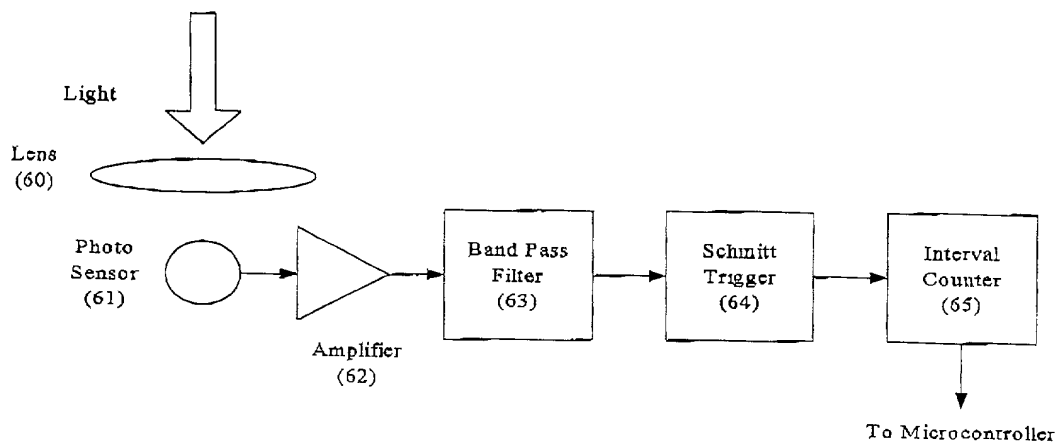 Light
Lens
(60)
Photo
Sensor
(61)
Amplifier
(62)
Band Pass
Filter
(63)
Schmitt
Trigger
(64)
Interval
Counter
(65)
To Microcontroller